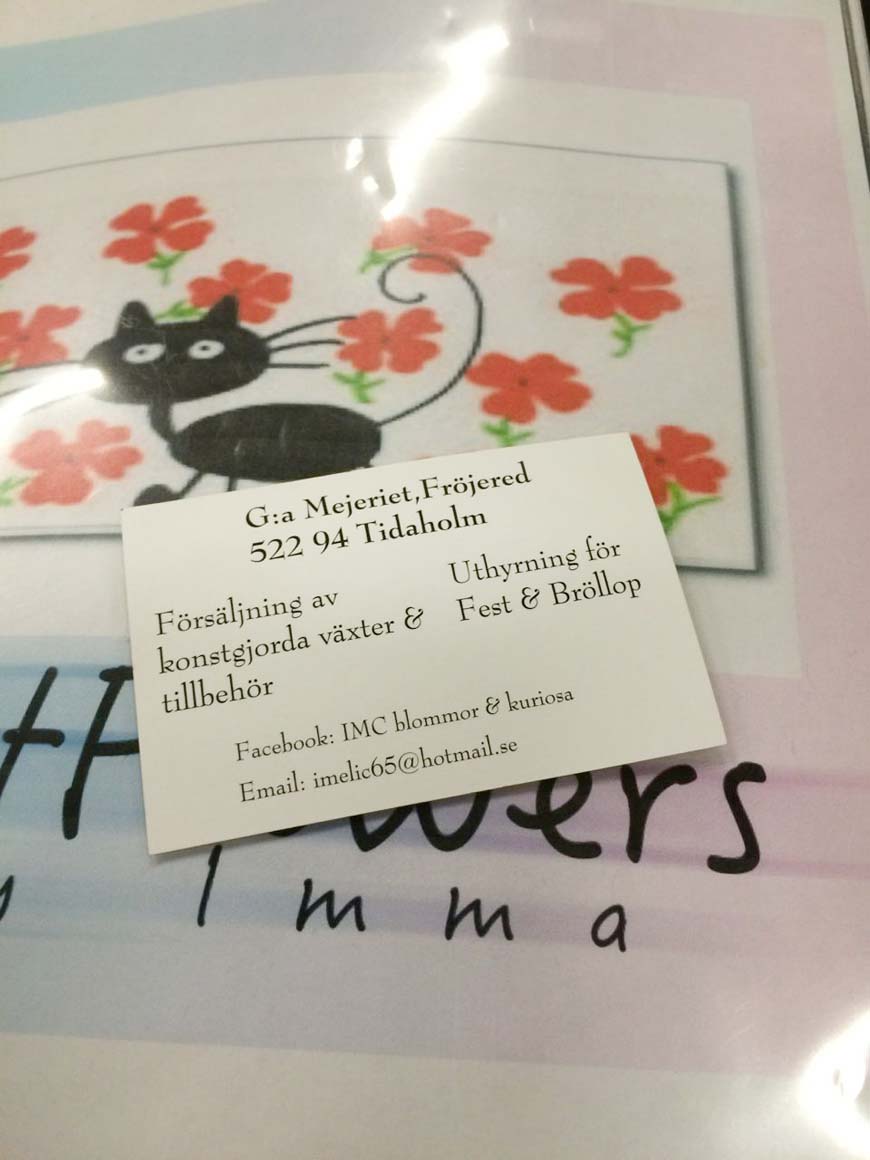 G:a Mejeriet,Fröjered
522 94 Tidaholm
Försäljning av
konstgjorda växter &
tillbehör
Uthyrning för
Fest & Bröllop
Facebook: IMC blommor & kuriosa
Email: imelic65@hotmail.se